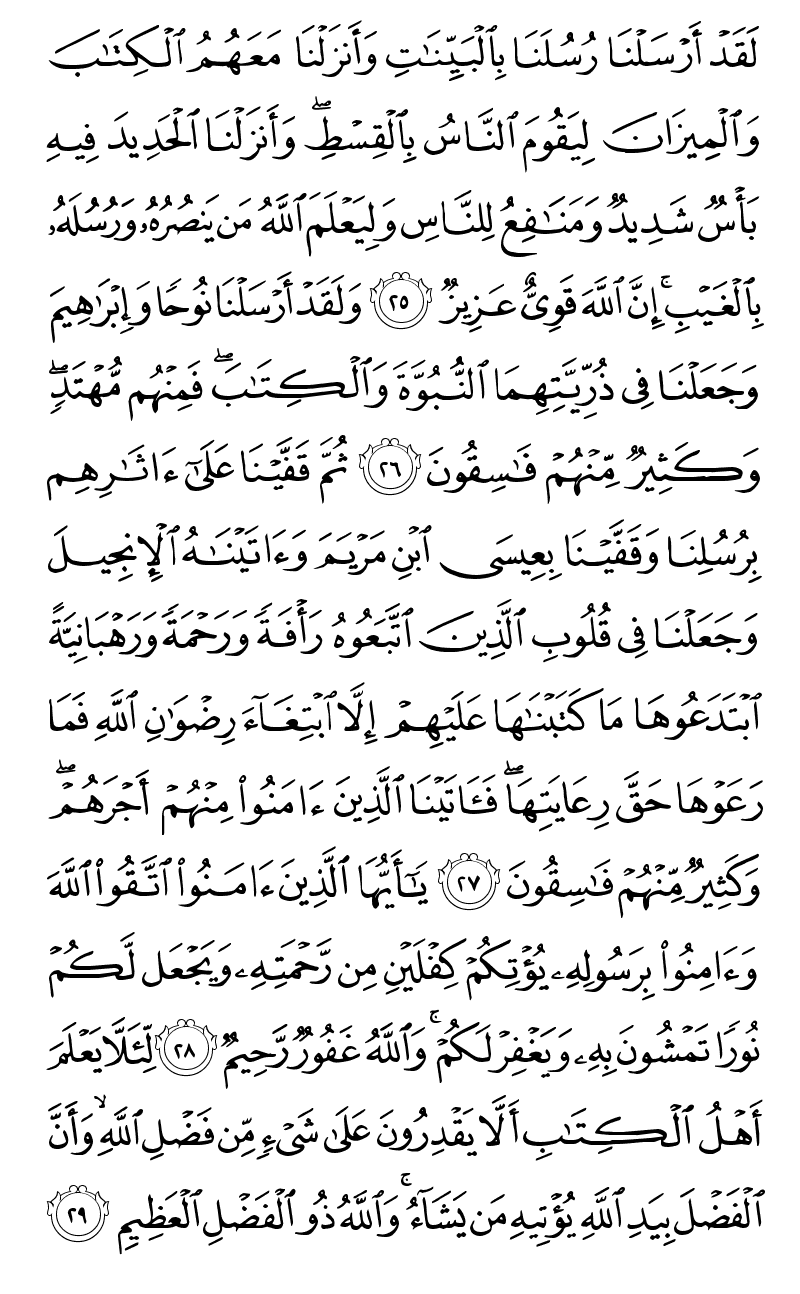 لَقَدۡ أَرۡسَلۡنَا رُسُلَنَا بِٱلۡبَيِّنَٰتِ وَأَنزَلۡنَا مَعَهُمُ ٱلۡكِتَٰبَ
وَٱلۡمِيزَانَ لِيَقُومَ ٱلنَّاسُ بِٱلۡقِسۡطِۖ وَأَنزَلۡنَا ٱلۡحَدِيدَ فِيهِ
بَأۡسٞ شَدِيدٞ وَمَنَٰفِعُ لِلنَّاسِ وَلِيَعۡلَمَ ٱللَّهُ مَن يَنصُرُهُۥ وَرُسُلَهُۥ
بِٱلۡغَيۡبِۚ إِنَّ ٱللَّهَ قَوِيٌّ عَزِيزٞ ٢٥ وَلَقَدۡ أَرۡسَلۡنَا نُوحٗا وَإِبۡرَٰهِيمَ
وَجَعَلۡنَا فِي ذُرِّيَّتِهِمَا ٱلنُّبُوَّةَ وَٱلۡكِتَٰبَۖ فَمِنۡهُم مُّهۡتَدٖۖ
وَكَثِيرٞ مِّنۡهُمۡ فَٰسِقُونَ ٢٦ ثُمَّ قَفَّيۡنَا عَلَىٰٓ ءَاثَٰرِهِم
بِرُسُلِنَا وَقَفَّيۡنَا بِعِيسَى ٱبۡنِ مَرۡيَمَ وَءَاتَيۡنَٰهُ ٱلۡإِنجِيلَ
وَجَعَلۡنَا فِي قُلُوبِ ٱلَّذِينَ ٱتَّبَعُوهُ رَأۡفَةٗ وَرَحۡمَةٗۚ وَرَهۡبَانِيَّةً
ٱبۡتَدَعُوهَا مَا كَتَبۡنَٰهَا عَلَيۡهِمۡ إِلَّا ٱبۡتِغَآءَ رِضۡوَٰنِ ٱللَّهِ فَمَا
رَعَوۡهَا حَقَّ رِعَايَتِهَاۖ فَـَٔاتَيۡنَا ٱلَّذِينَ ءَامَنُواْ مِنۡهُمۡ أَجۡرَهُمۡۖ
وَكَثِيرٞ مِّنۡهُمۡ فَٰسِقُونَ ٢٧ يَٰٓأَيُّهَا ٱلَّذِينَ ءَامَنُواْ ٱتَّقُواْ ٱللَّهَ
وَءَامِنُواْ بِرَسُولِهِۦ يُؤۡتِكُمۡ كِفۡلَيۡنِ مِن رَّحۡمَتِهِۦ وَيَجۡعَل لَّكُمۡ
نُورٗا تَمۡشُونَ بِهِۦ وَيَغۡفِرۡ لَكُمۡۚ وَٱللَّهُ غَفُورٞ رَّحِيمٞ ٢٨ لِّئَلَّا يَعۡلَمَ
أَهۡلُ ٱلۡكِتَٰبِ أَلَّا يَقۡدِرُونَ عَلَىٰ شَيۡءٖ مِّن فَضۡلِ ٱللَّهِ ۙ وَأَنَّ
ٱلۡفَضۡلَ بِيَدِ ٱللَّهِ يُؤۡتِيهِ مَن يَشَآءُۚ وَٱللَّهُ ذُو ٱلۡفَضۡلِ ٱلۡعَظِيمِ ٢٩